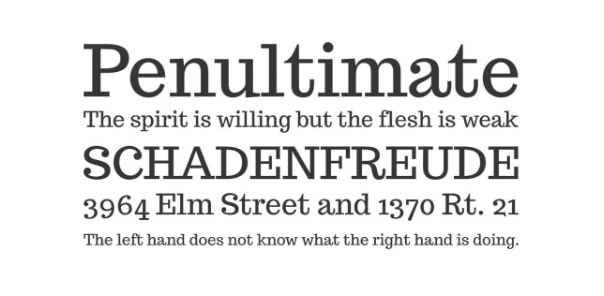 Penultimate
The spirit is willing but the flesh is weak
SCHADENFREUDE
3964 Elm Street and 1370 Rt. 21
The left hand does not know what the right hand is doing.